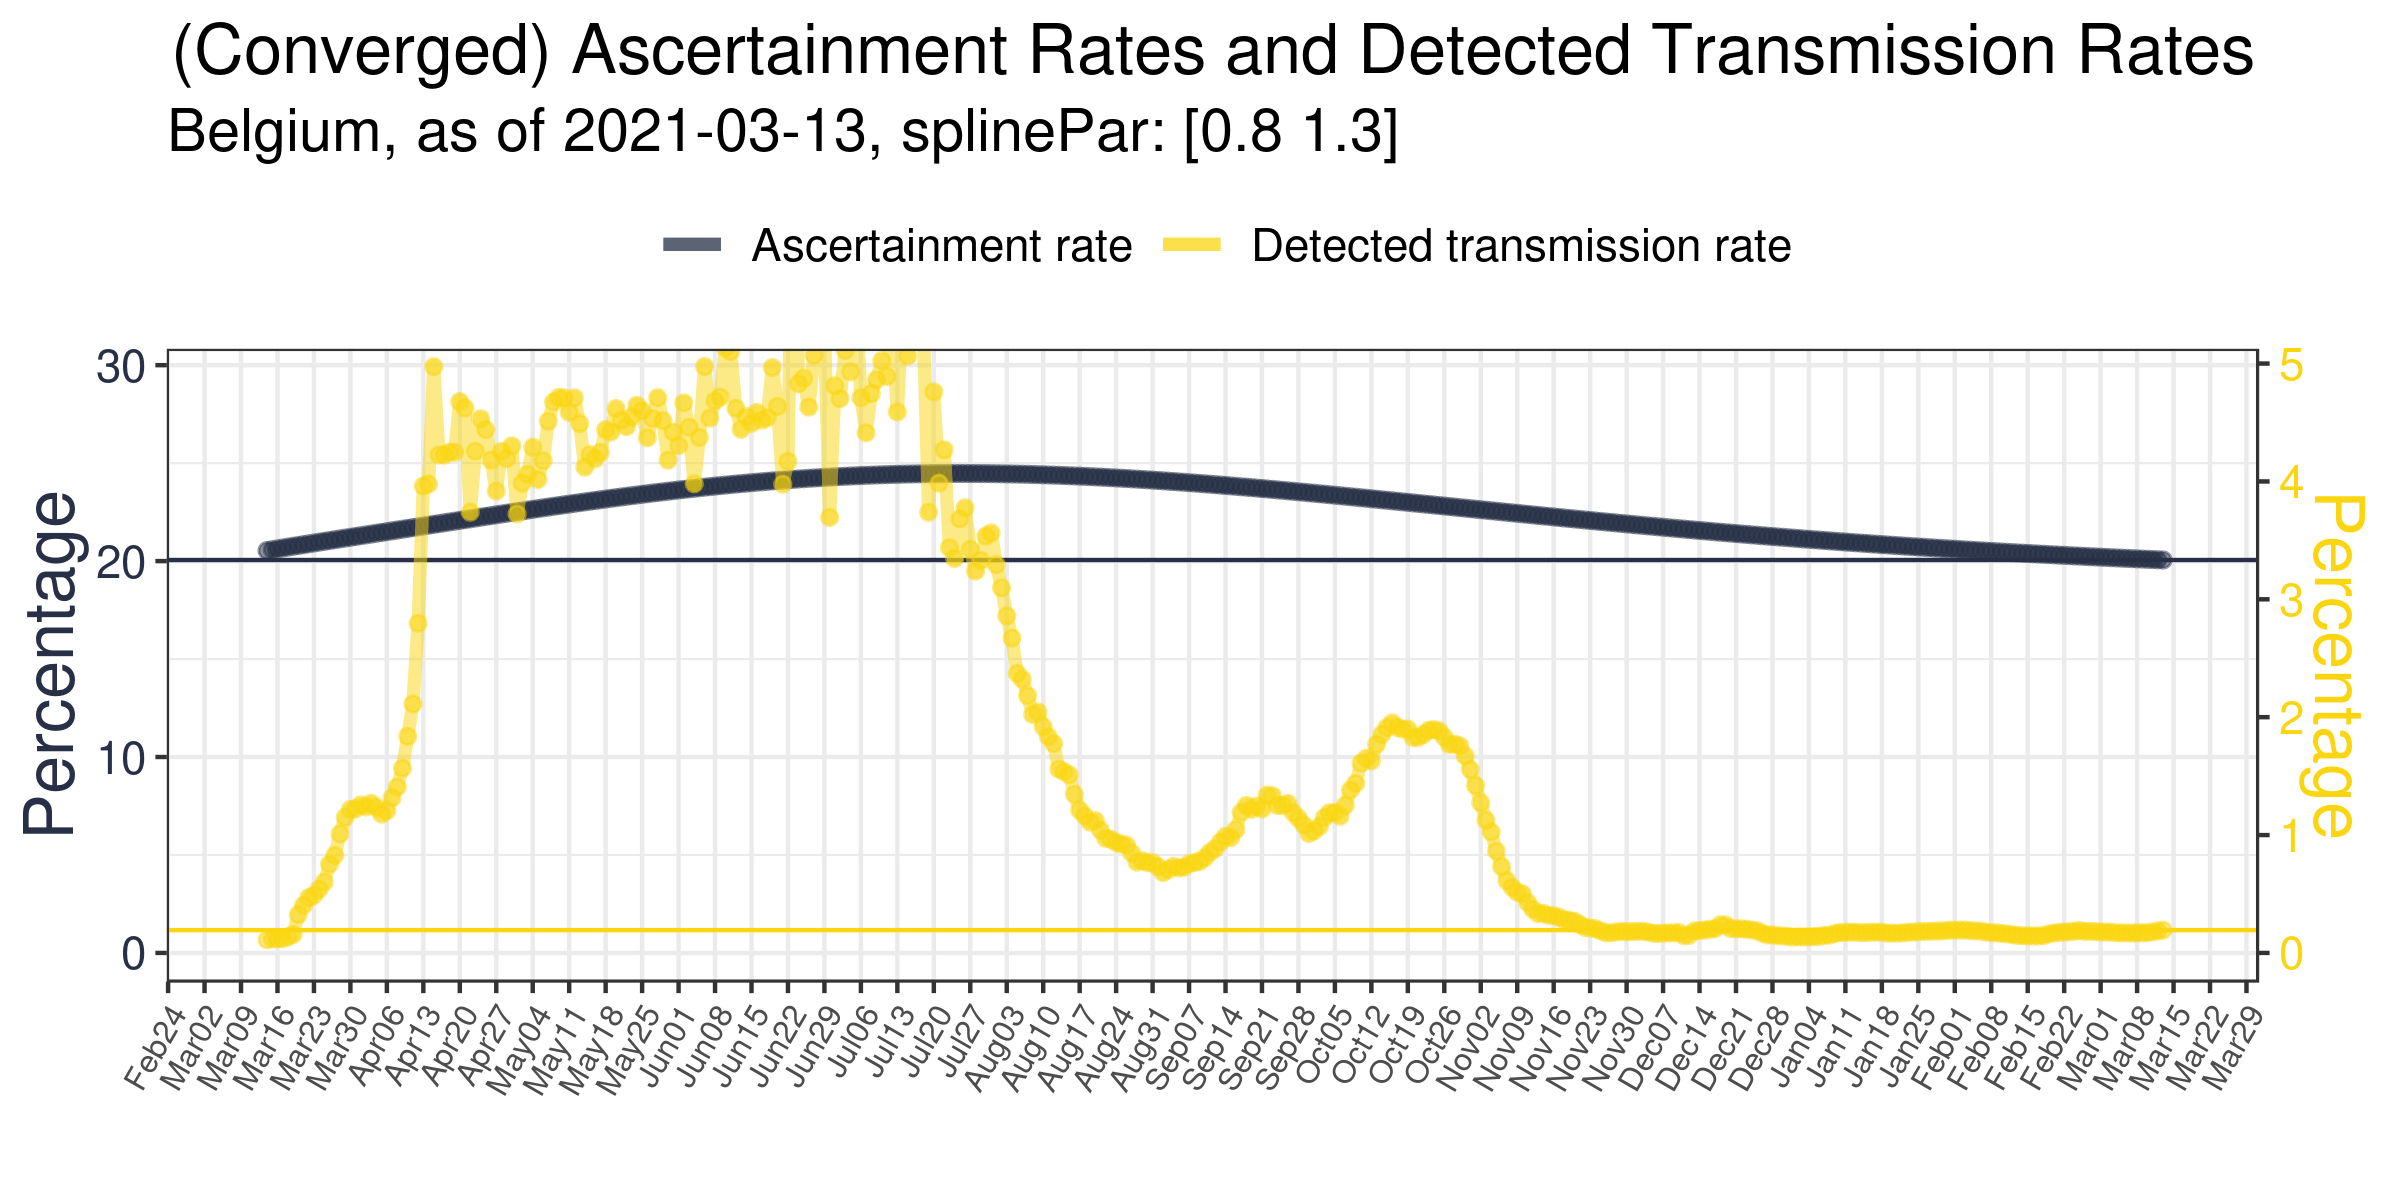 (Converged) Ascertainment Rates and Detected Transmission Rates
Belgium, as of 2021-03-13, splinePar: [0.8 1.3]
Ascertainment rate
Detected transmission rate
Percentage
30
20
10
0
5
4
3
2
1
0
Percentage
Feb24
Mar02
Mar09
Mar16
Mar23
Mar30
Apr06
Apr13
Apr20
Apr27
May04
May11
May18
May25
Jun01
Jun08
Jun15
Jun22
Jun29
Jul06
Jul13
Jul20
Jul27
Aug03
Aug10
Aug17
Aug24
Aug31
Sep07
Sep14
Sep21
Sep28
Oct05
Oct12
Oct19
Oct26
Nov02
Nov09
Nov16
Nov23
Nov30
Dec07
Dec14
Dec21
Dec28
Jan04
Jan11
Jan18
Jan25
Feb01
Feb08
Feb15
Feb22
Mar01
Mar08
Mar15
Mar22
Mar29